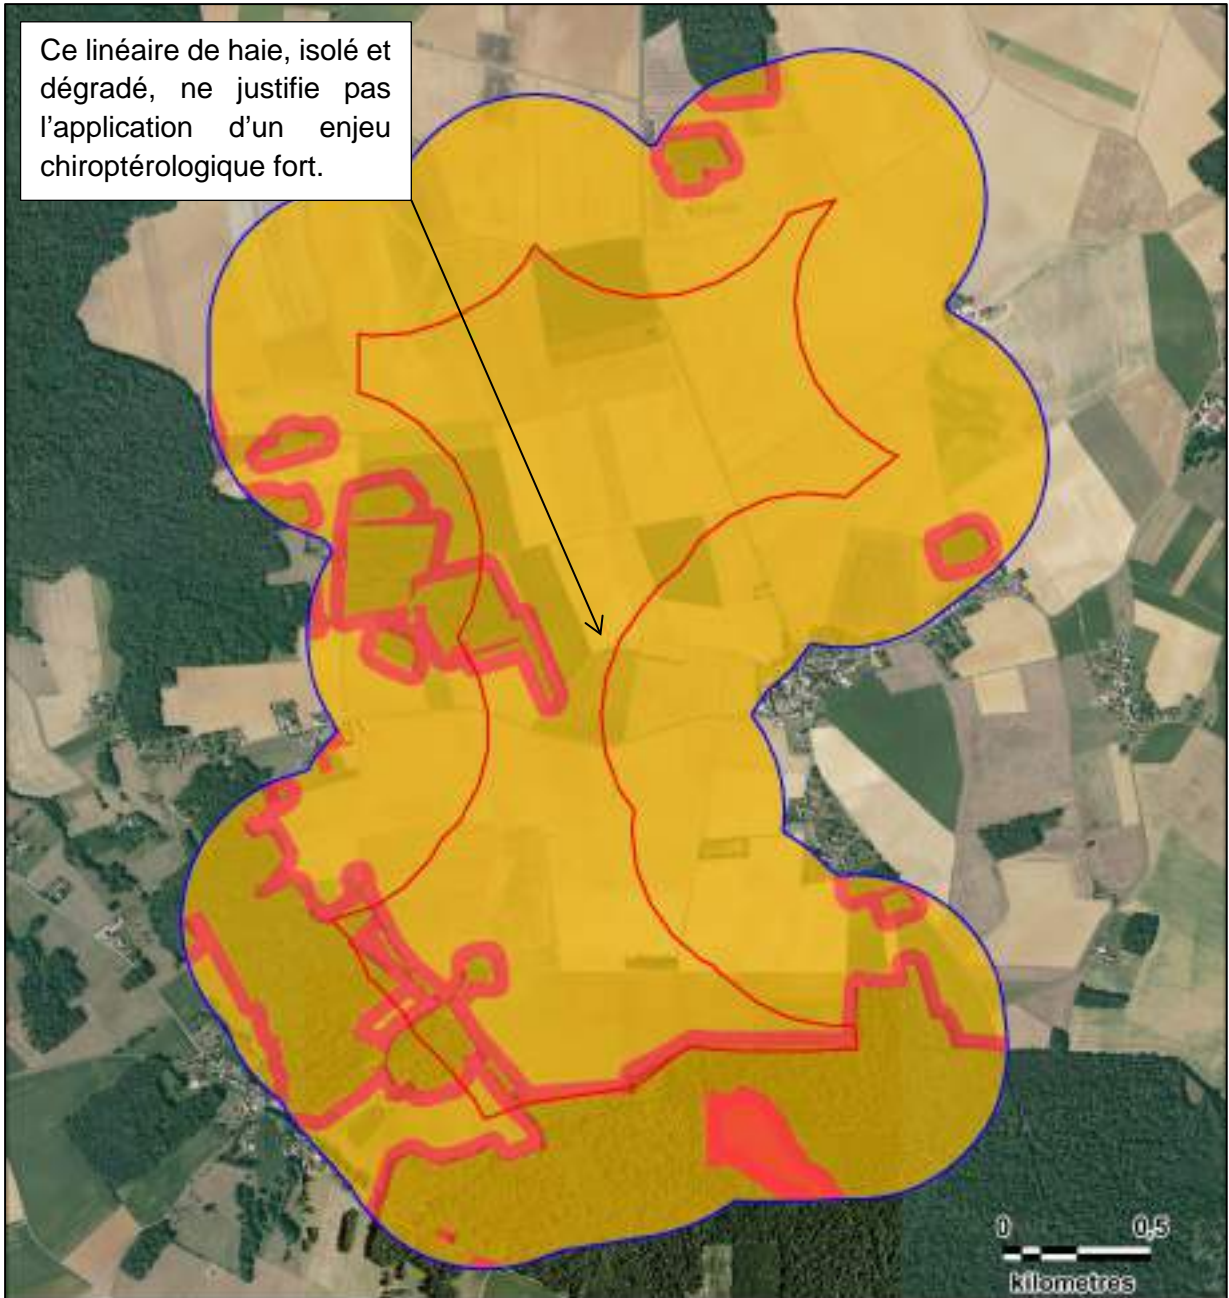 Ce linéaire de haie, isolé et
dégradé, ne justifie pas
l'application d'un enjeu
chiroptérologique fort.
0 0,5
kilometres